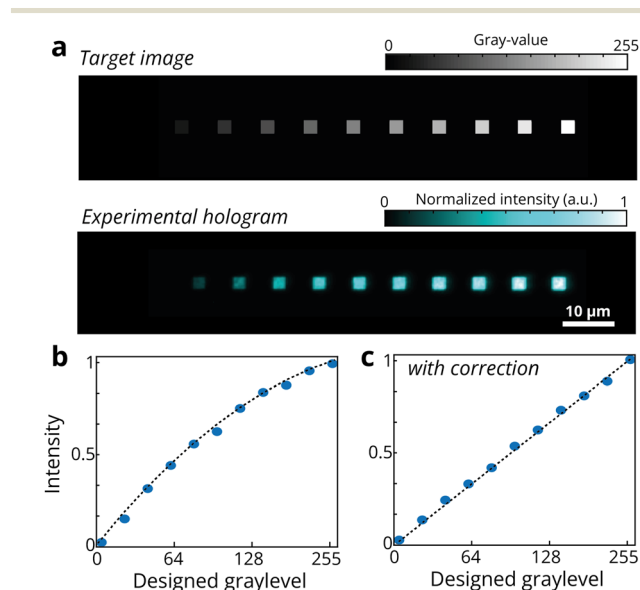 a
Target image
0
Gray-value
255
Experimental hologram
0
Normalized intensity (a.u.)
1
10 μm
b
1
0.5
0
Intensity
0 64 128 255
Designed graylevel
c
with correction
1
0.5
0
0 64 128 255
Designed graylevel